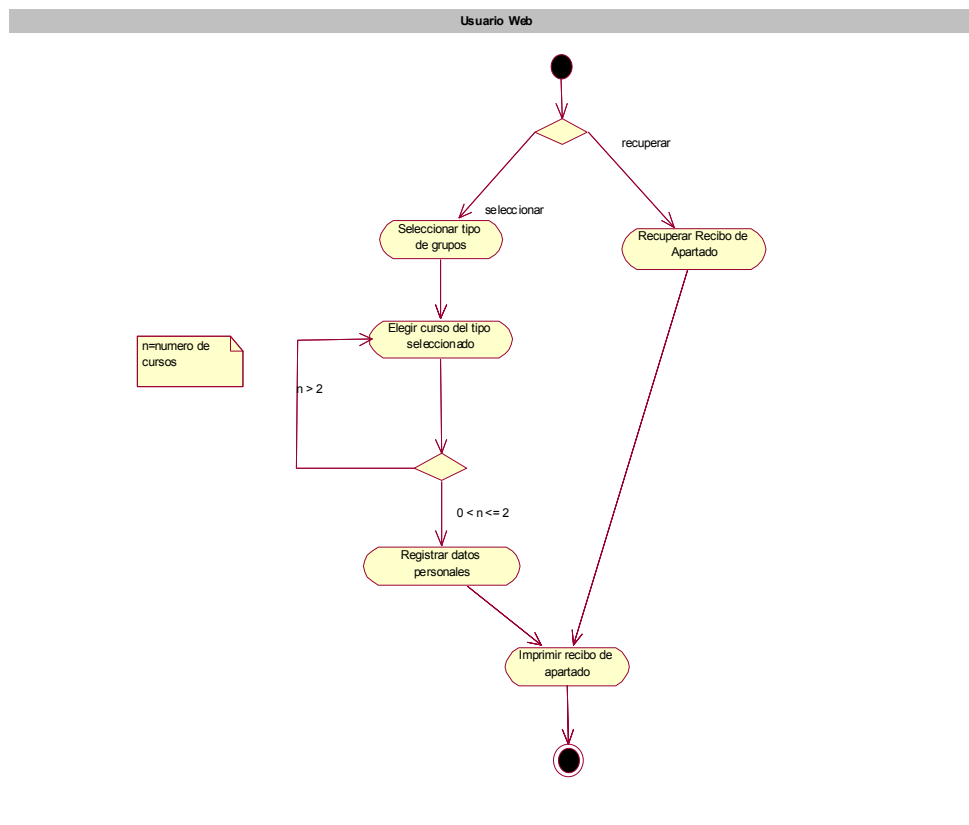 Usuario Web
recuperar
seleccionar
Seleccionar tipo
de grupos
Recuperar Recibo de
Apartado
Elegir curso del tipo
seleccionado
n=numero de
cursos
n > 2
0 < n <= 2
Registrar datos
personales
Imprimir recibo de
apartado